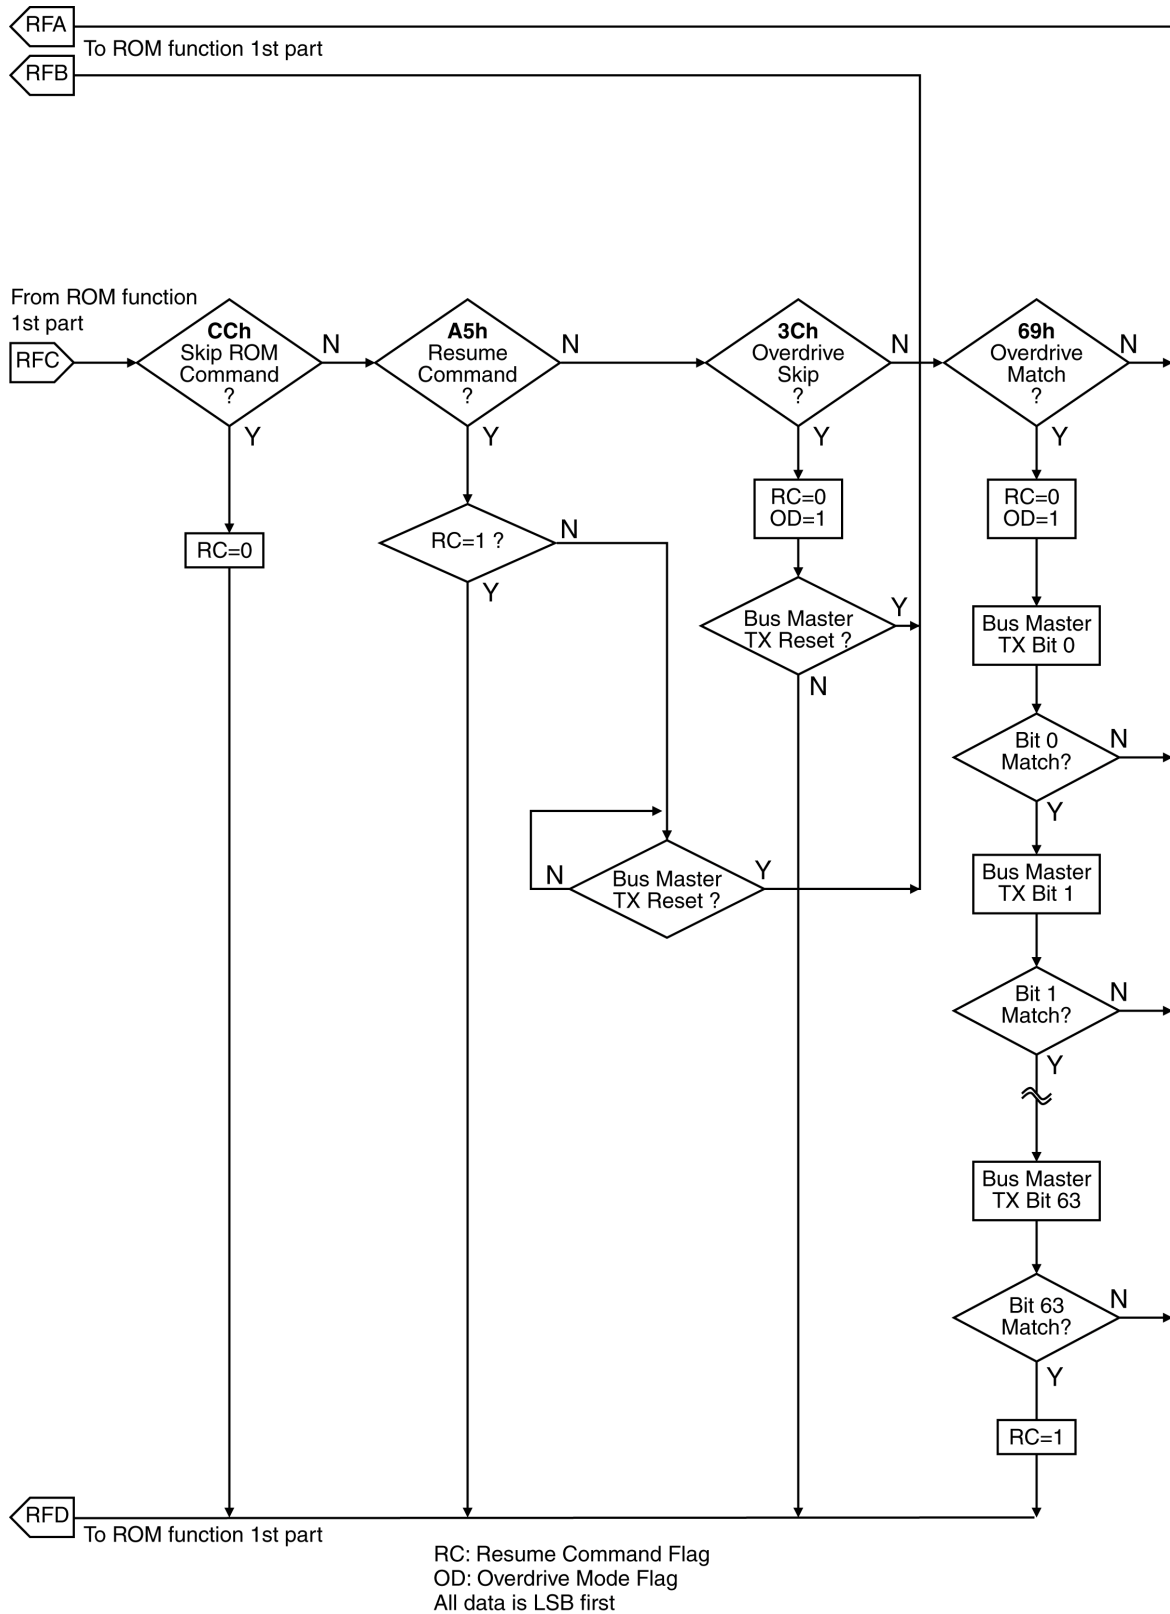 RFA
To ROM function 1st part
RFB
From ROM function
1st part
RFC
CCh
Skip ROM
Command
?
N
Y
A5h
Resume
Command
?
N
Y
3Ch
Overdrive
Skip
?
N
Y
69h
Overdrive
Match
?
N
Y
RC=0
RC=1 ?
N
Y
RC=0
OD=1
RC=0
OD=1
Bus Master
TX Reset ?
Y
N
Bus Master
TX Bit 0
Bit 0
Match?
N
Y
Bus Master
TX Reset ?
N
Y
Bus Master
TX Bit 1
Bit 1
Match?
N
Y
Bus Master
TX Bit 63
Bit 63
Match?
N
Y
RC=1
RFD
To ROM function 1st part
RC: Resume Command Flag
OD: Overdrive Mode Flag
All data is LSB first